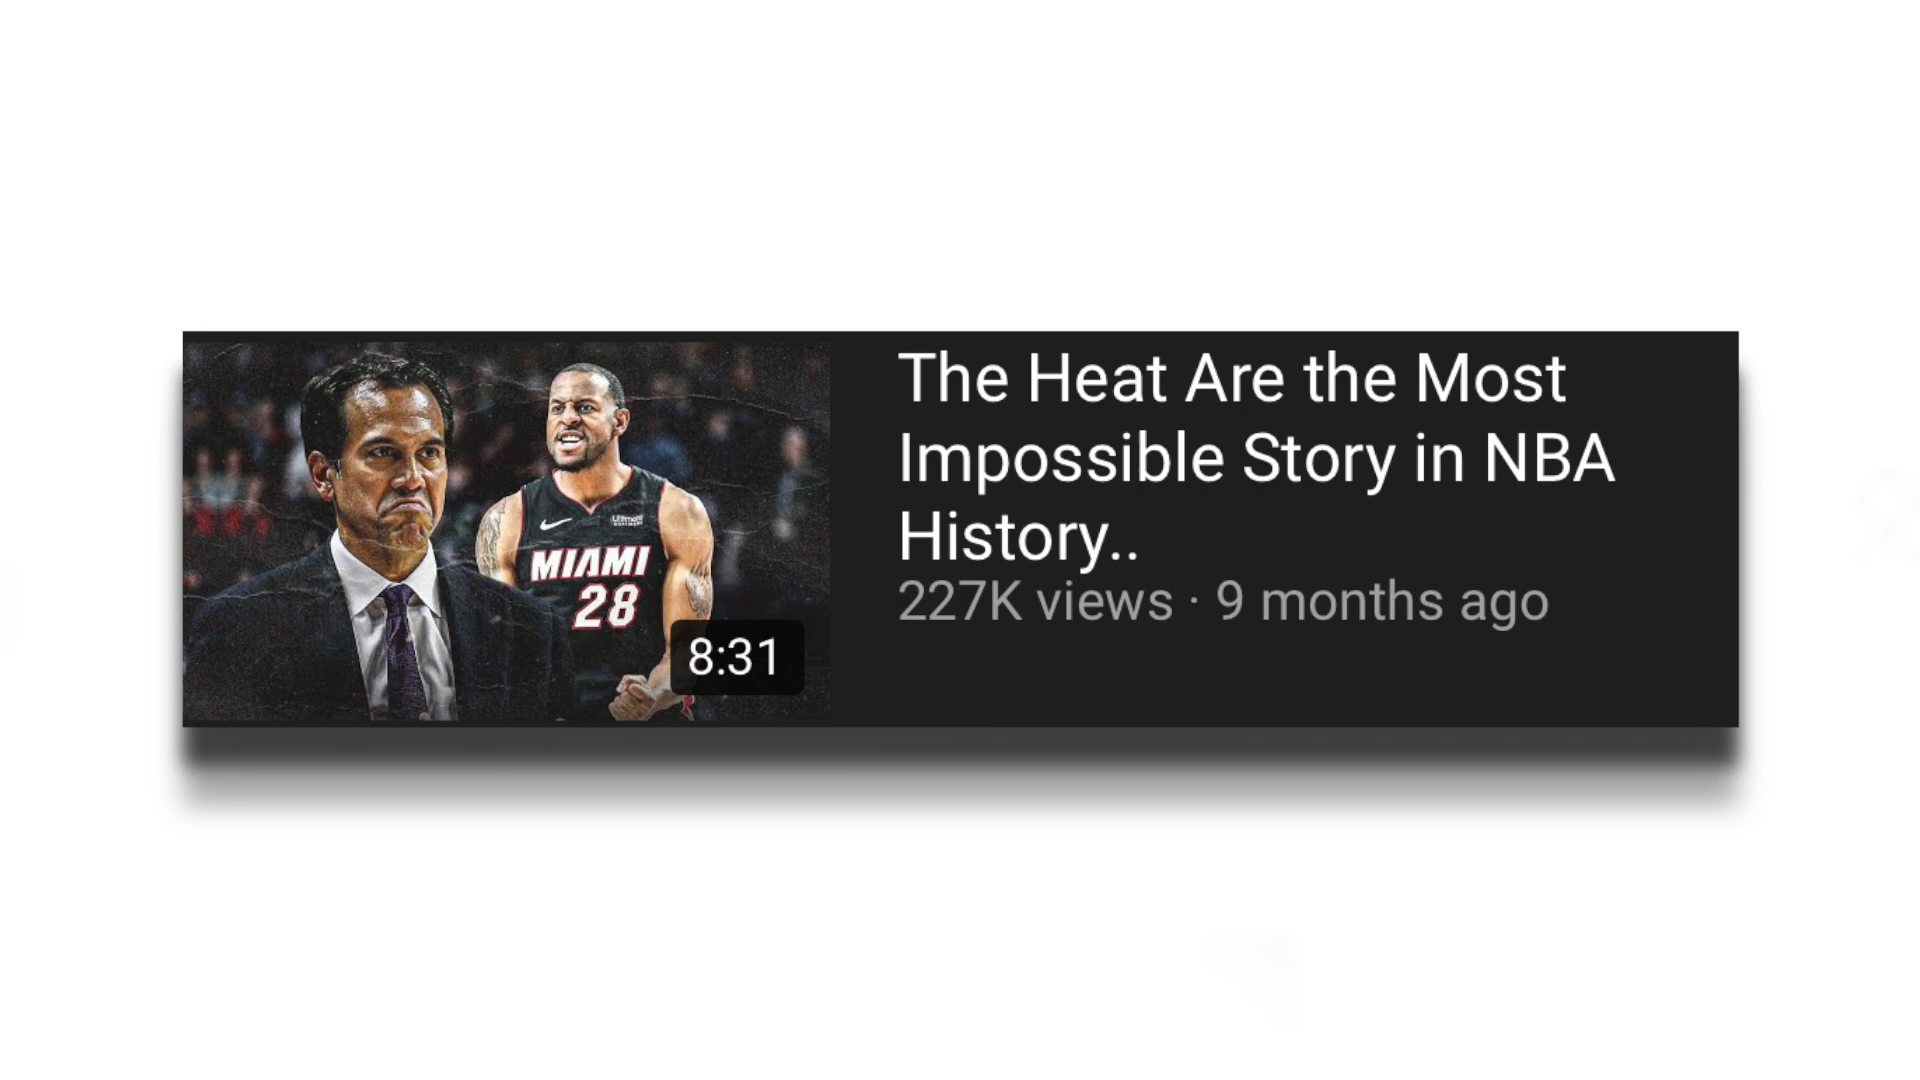 MIAMI
28
8:31
The Heat Are the Most
Impossible Story in NBA
History..
227K views · 9 months ago